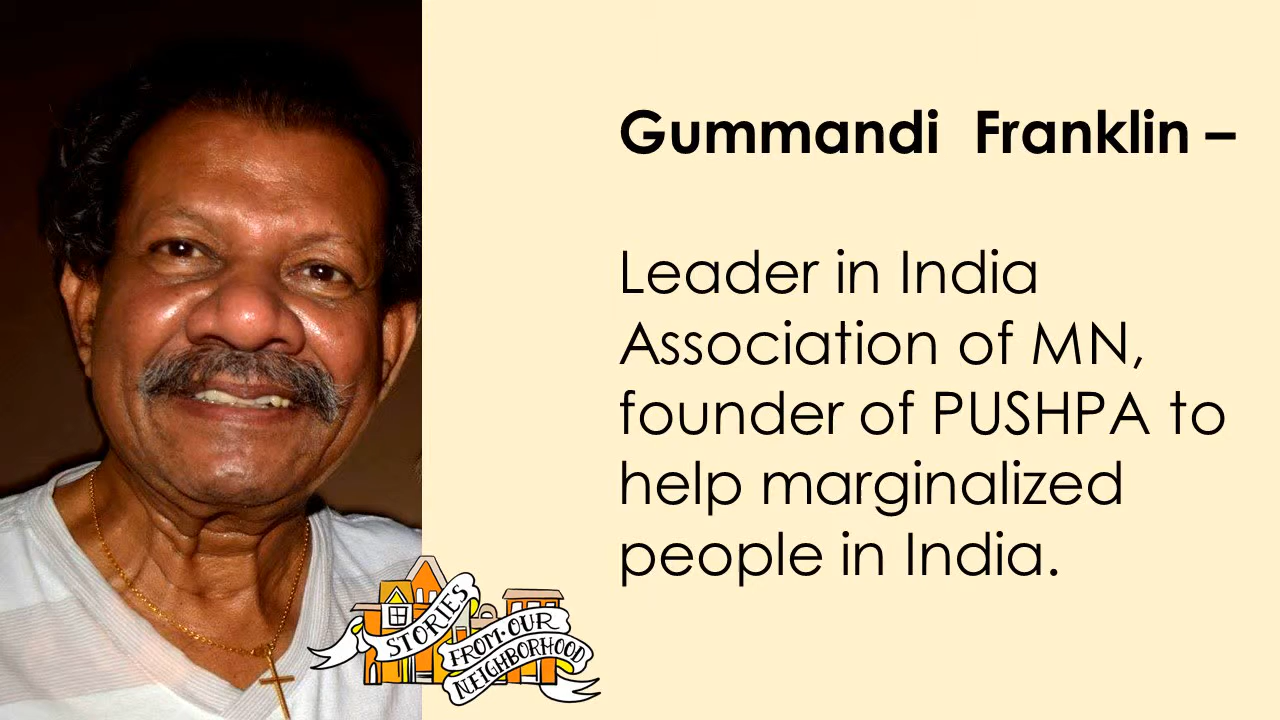 Gummandi Franklin –
Leader in India
Association of MN,
founder of PUSHPA to
help marginalized
people in India.
STORIES
FROM·OUR
NEIGHBORHOOD